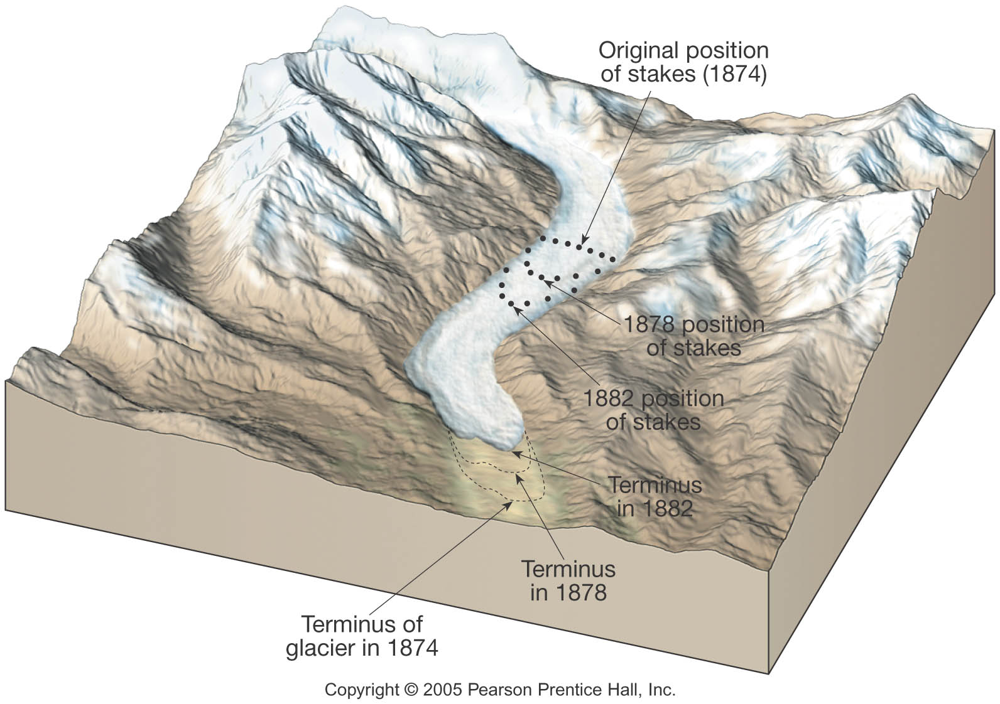 Original position
of stakes (1874)
1878 position
of stakes
1882 position
of stakes
Terminus
in 1882
Terminus
in 1878
Terminus of
glacier in 1874
Copyright © 2005 Pearson Prentice Hall, Inc.